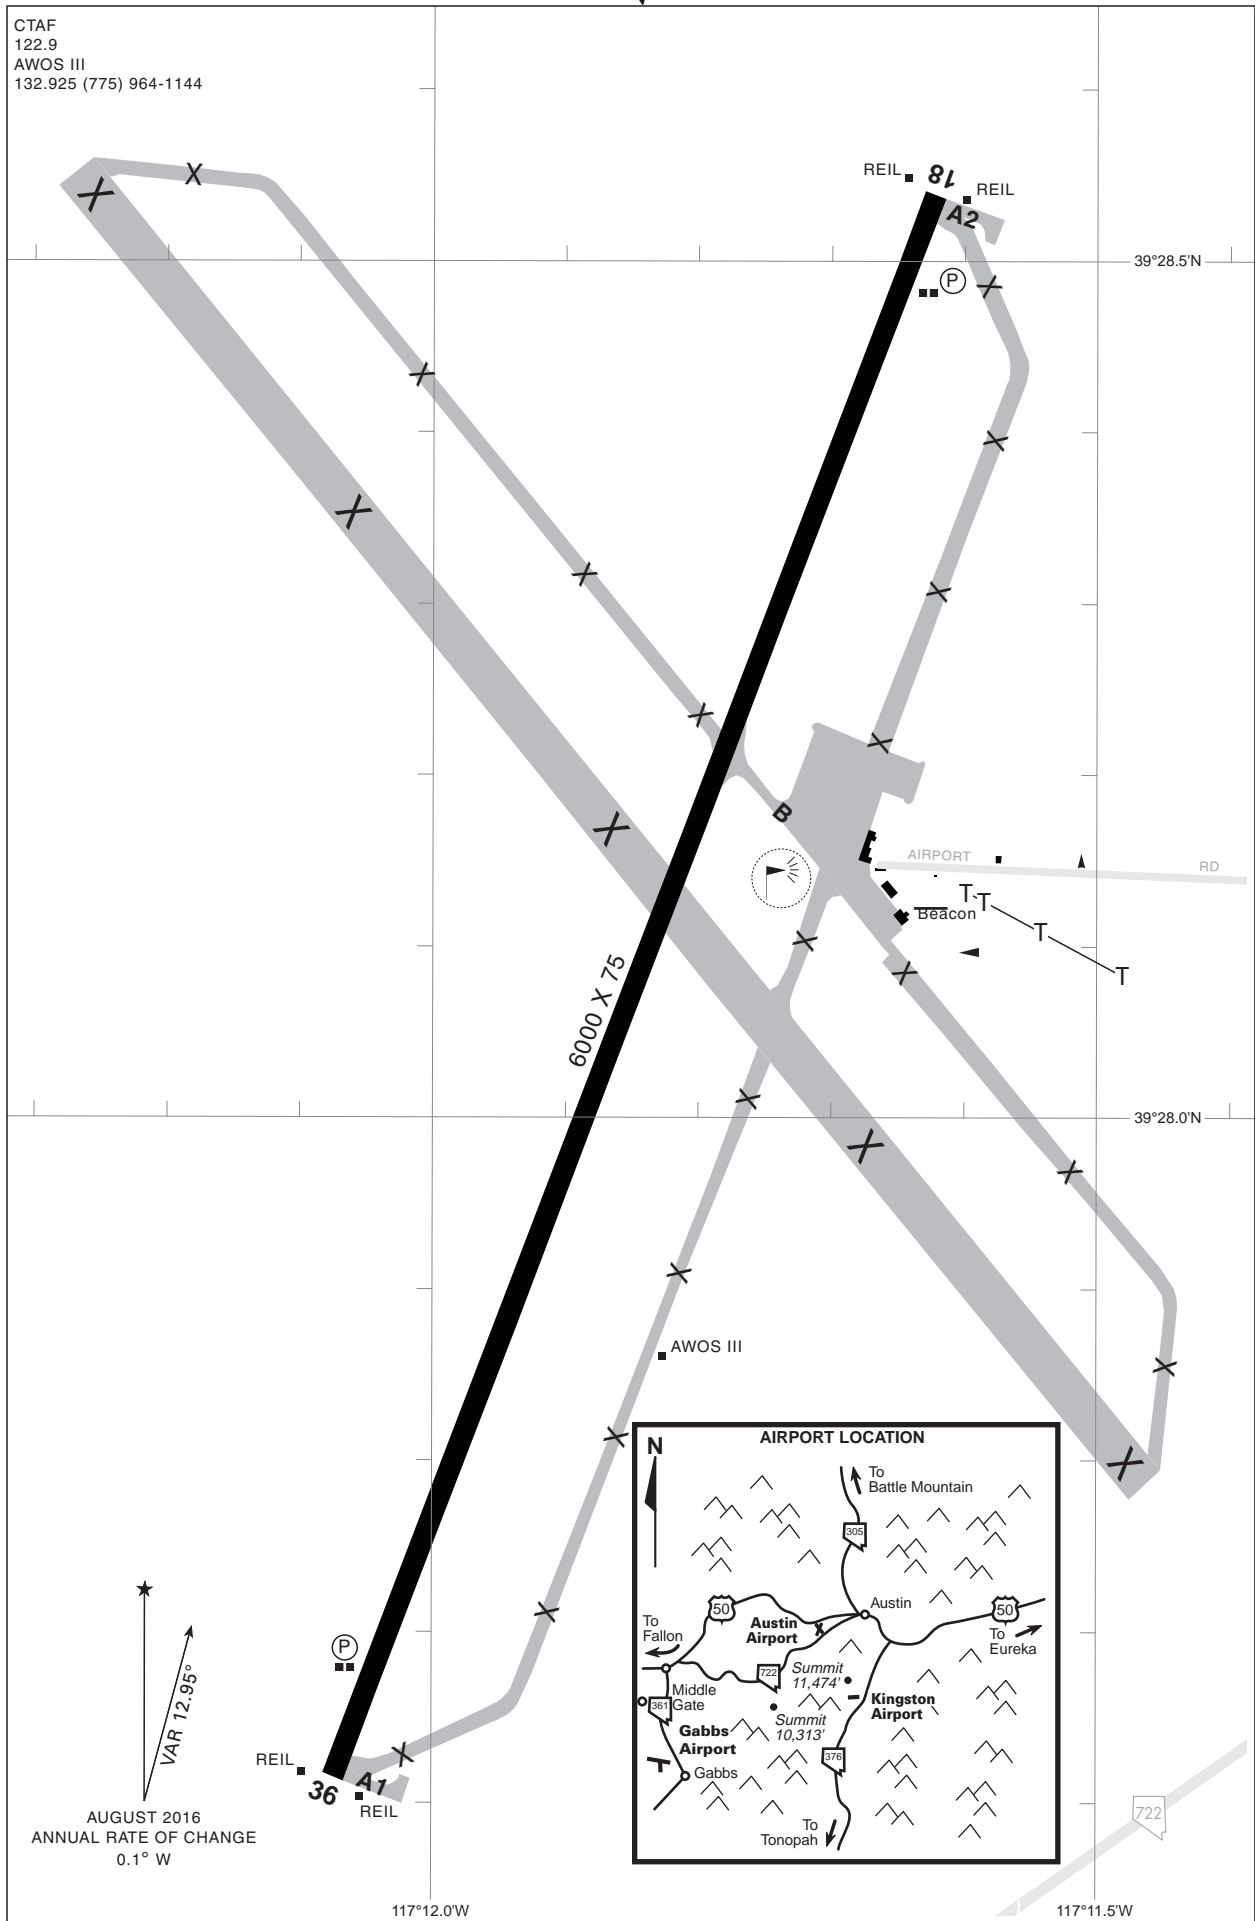 CTAF
122.9
AWOS III
132.925 (775) 964-1144
X
X
REIL
18
REIL
A2
39°28.5'N
P
X
X
X
X
X
X
X
X
X
B
X
AIRPORT
RD
T
T
Beacon
T
T
X
X
6000 X 75
X
39°28.0'N
X
X
X
AWOS III
X
X
X
AIRPORT LOCATION
N
To
Battle Mountain
305
50
Austin
50
To
Fallon
Austin
Airport
To
Eureka
722
Summit
11,474'
Middle
Gate
361
Kingston
Airport
Summit
10,313'
Gabbs
Airport
376
Gabbs
To
Tonopah
X
P
VAR 12.95°
REIL
X
36
A1
REIL
AUGUST 2016
ANNUAL RATE OF CHANGE
0.1° W
722
117°12.0'W
117°11.5'W